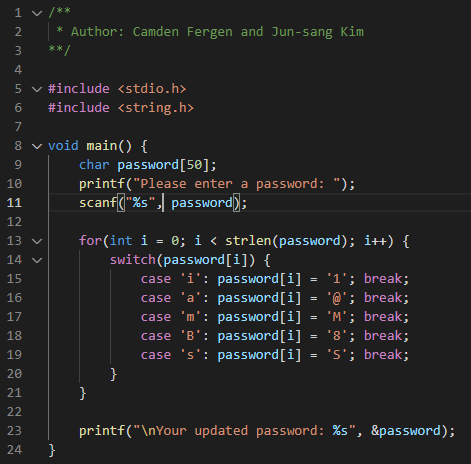 1 /**
2  * Author: Camden Fergen and Jun-sang Kim
3 **/
4
5 #include <stdio.h>
6 #include <string.h>
7
8 void main() {
9     char password[50];
10     printf("Please enter a password: ");
11     scanf("%s", password);
12
13     for(int i = 0; i < strlen(password); i++) {
14         switch(password[i]) {
15             case 'i': password[i] = '1'; break;
16             case 'a': password[i] = '@'; break;
17             case 'm': password[i] = 'M'; break;
18             case 'B': password[i] = '8'; break;
19             case 's': password[i] = 'S'; break;
20         }
21     }
22
23     printf("\nYour updated password: %s", &password);
24 }